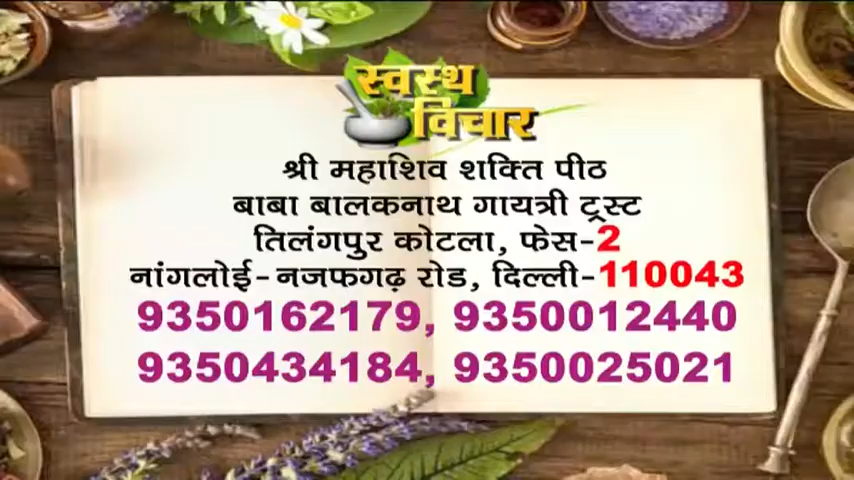 स्वस्थ
विचार
श्री महाशिव शक्ति पीठ
बाबा बालकनाथ गायत्री ट्रस्ट
तिलंगपुर कोटला, फेस-2
नांगलोई-नजफगढ़ रोड, दिल्ली-110043
9350162179, 9350012440
9350434184, 9350025021